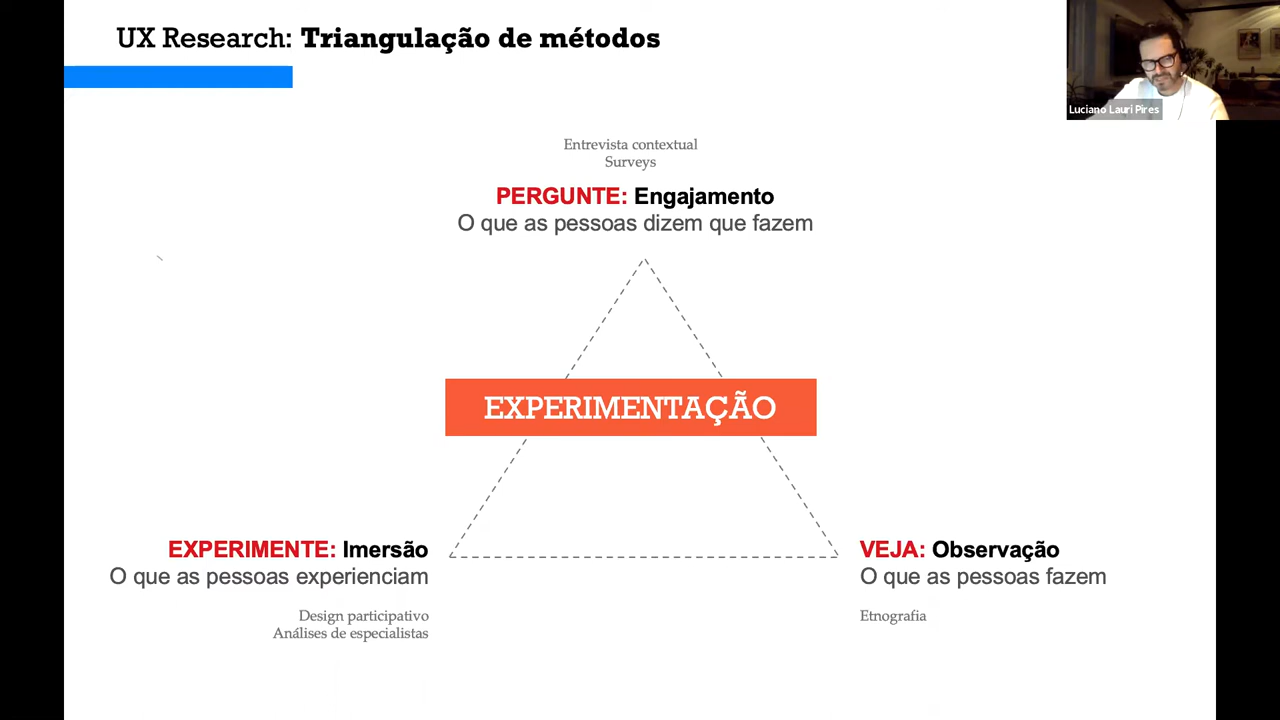 UX Research: Triangulação de métodos
Luciano Lauri Pires
Entrevista contextual
Surveys
PERGUNTE: Engajamento
O que as pessoas dizem que fazem
EXPERIMENTAÇÃO
EXPERIMENTE: Imersão
O que as pessoas experienciam
Design participativo
Análises de especialistas
VEJA: Observação
O que as pessoas fazem
Etnografia